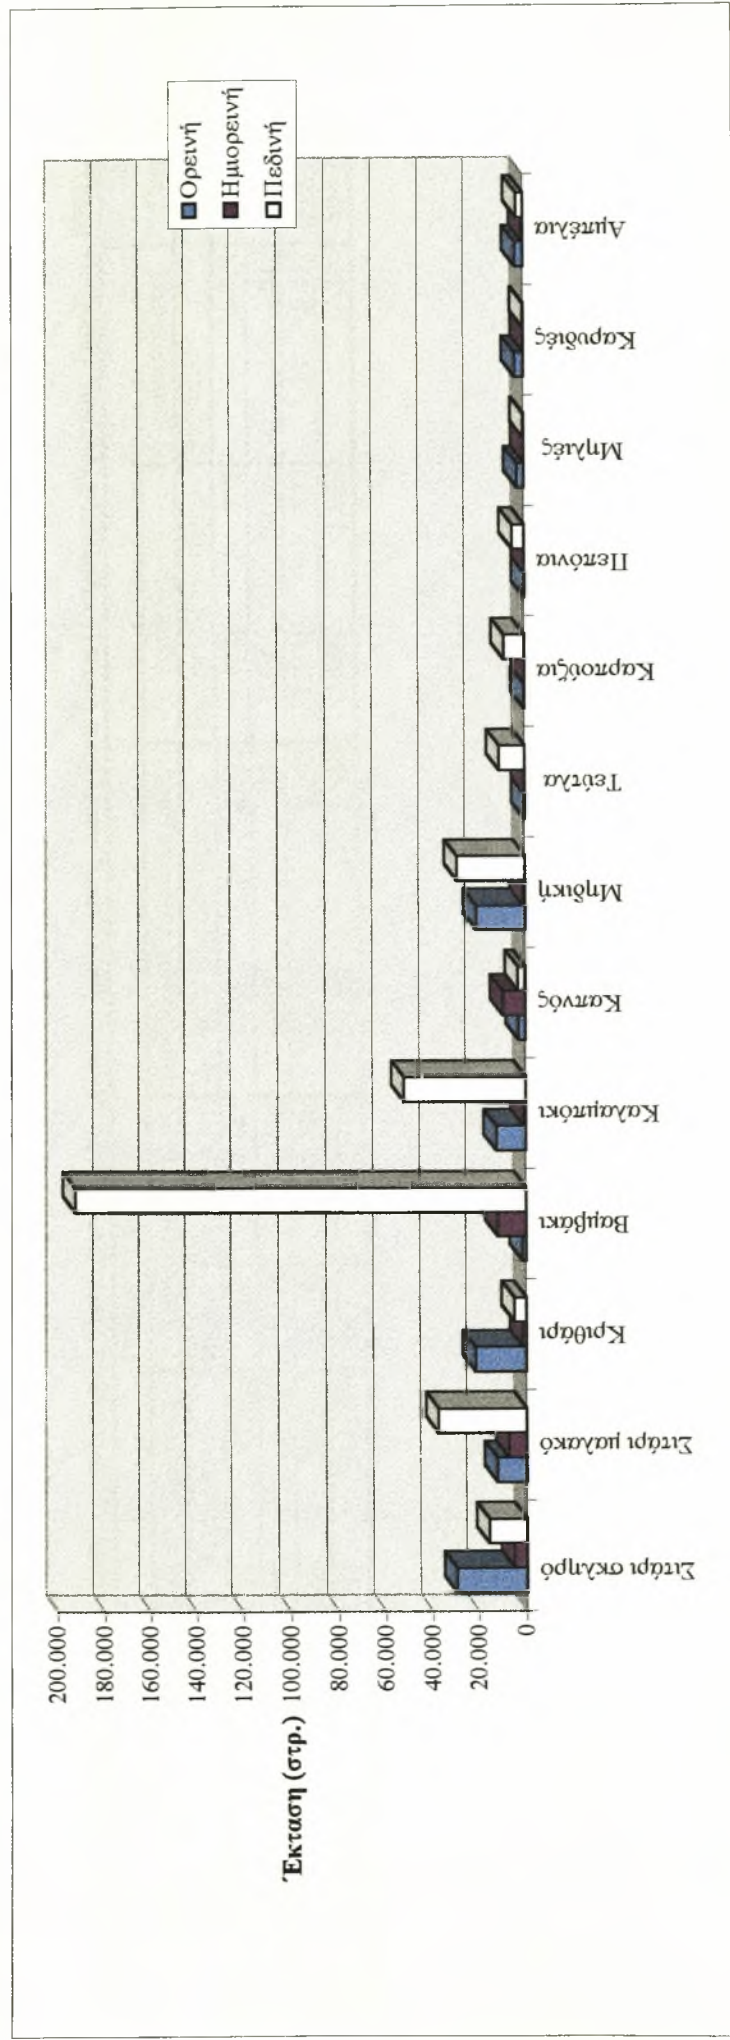 Έκταση (στρ.)
200.000
180.000
160.000
140.000
120.000
100.000
80.000
60.000
40.000
20.000
0
Σιτάρι σκληρό
Σιτάρι μαλακό
Κριθάρι
Βαμβάκι
Καλαμπόκι
Καπνός
Μηδική
Τεύτλα
Καρπούζια
Πεπόνια
Μηλιές
Καρυδιές
Αμπέλια
Ορεινή
Ημιορεινή
Πεδινή